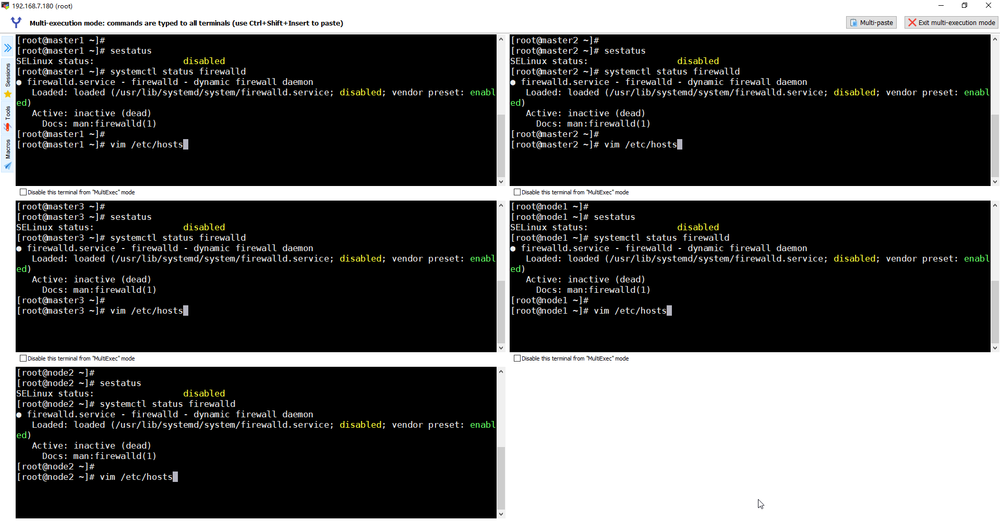 192.168.7.180 (root)
Multi-execution mode: commands are typed to all terminals (use Ctrl+Shift+Insert to paste)
Multi-paste
Exit multi-execution mode
Sessions
Tools
Macros
[root@master1 ~]#
[root@master1 ~]# sestatus
SELinux status:                 disabled
[root@master1 ~]# systemctl status firewalld
● firewalld.service - firewalld - dynamic firewall daemon
   Loaded: loaded (/usr/lib/systemd/system/firewalld.service; disabled; vendor preset: enabl
ed)
   Active: inactive (dead)
     Docs: man:firewalld(1)
[root@master1 ~]#
[root@master1 ~]# vim /etc/hosts
Disable this terminal from "MultiExec" mode
[root@master2 ~]#
[root@master2 ~]# sestatus
SELinux status:                 disabled
[root@master2 ~]# systemctl status firewalld
● firewalld.service - firewalld - dynamic firewall daemon
   Loaded: loaded (/usr/lib/systemd/system/firewalld.service; disabled; vendor preset: enabl
ed)
   Active: inactive (dead)
     Docs: man:firewalld(1)
[root@master2 ~]#
[root@master2 ~]# vim /etc/hosts
Disable this terminal from "MultiExec" mode
[root@master3 ~]#
[root@master3 ~]# sestatus
SELinux status:                 disabled
[root@master3 ~]# systemctl status firewalld
● firewalld.service - firewalld - dynamic firewall daemon
   Loaded: loaded (/usr/lib/systemd/system/firewalld.service; disabled; vendor preset: enabl
ed)
   Active: inactive (dead)
     Docs: man:firewalld(1)
[root@master3 ~]#
[root@master3 ~]# vim /etc/hosts
Disable this terminal from "MultiExec" mode
[root@node1 ~]#
[root@node1 ~]# sestatus
SELinux status:                 disabled
[root@node1 ~]# systemctl status firewalld
● firewalld.service - firewalld - dynamic firewall daemon
   Loaded: loaded (/usr/lib/systemd/system/firewalld.service; disabled; vendor preset: enabl
ed)
   Active: inactive (dead)
     Docs: man:firewalld(1)
[root@node1 ~]#
[root@node1 ~]# vim /etc/hosts
Disable this terminal from "MultiExec" mode
[root@node2 ~]#
[root@node2 ~]# sestatus
SELinux status:                 disabled
[root@node2 ~]# systemctl status firewalld
● firewalld.service - firewalld - dynamic firewall daemon
   Loaded: loaded (/usr/lib/systemd/system/firewalld.service; disabled; vendor preset: enabl
ed)
   Active: inactive (dead)
     Docs: man:firewalld(1)
[root@node2 ~]#
[root@node2 ~]# vim /etc/hosts